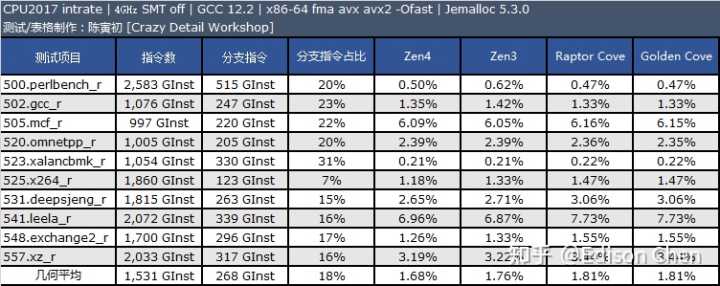 CPU2017 intrate | 4GHz SMT off | GCC 12.2 | x86-64 fma avx avx2 -Ofast | Jemalloc 5.3.0
测试/表格制作：陈寅初 [Crazy Detail Workshop]
测试项目 指令数 分支指令 分支指令占比 Zen4 Zen3 Raptor Cove Golden Cove
500.perlbench_r 2,583 GInst 515 GInst 20% 0.50% 0.62% 0.47% 0.47%
502.gcc_r 1,076 GInst 247 GInst 23% 1.35% 1.42% 1.33% 1.33%
505.mcf_r 997 GInst 220 GInst 22% 6.09% 6.05% 6.16% 6.15%
520.omnetpp_r 1,005 GInst 205 GInst 20% 2.39% 2.39% 2.36% 2.35%
523.xalancbmk_r 1,054 GInst 330 GInst 31% 0.21% 0.21% 0.22% 0.22%
525.x264_r 1,860 GInst 123 GInst 7% 1.18% 1.33% 1.47% 1.47%
531.deepsjeng_r 1,815 GInst 263 GInst 15% 2.65% 2.71% 3.06% 3.06%
541.leela_r 2,072 GInst 339 GInst 16% 6.96% 6.87% 7.73% 7.73%
548.exchange2_r 1,700 GInst 296 GInst 17% 1.26% 1.33% 1.55% 1.55%
557.xz_r 2,033 GInst 317 GInst 16% 3.19% 3.22% 3.44% 3.44%
几何平均 1,531 GInst 268 GInst 18% 1.68% 1.76% 1.81% 1.81%
知乎 @Edison Chen